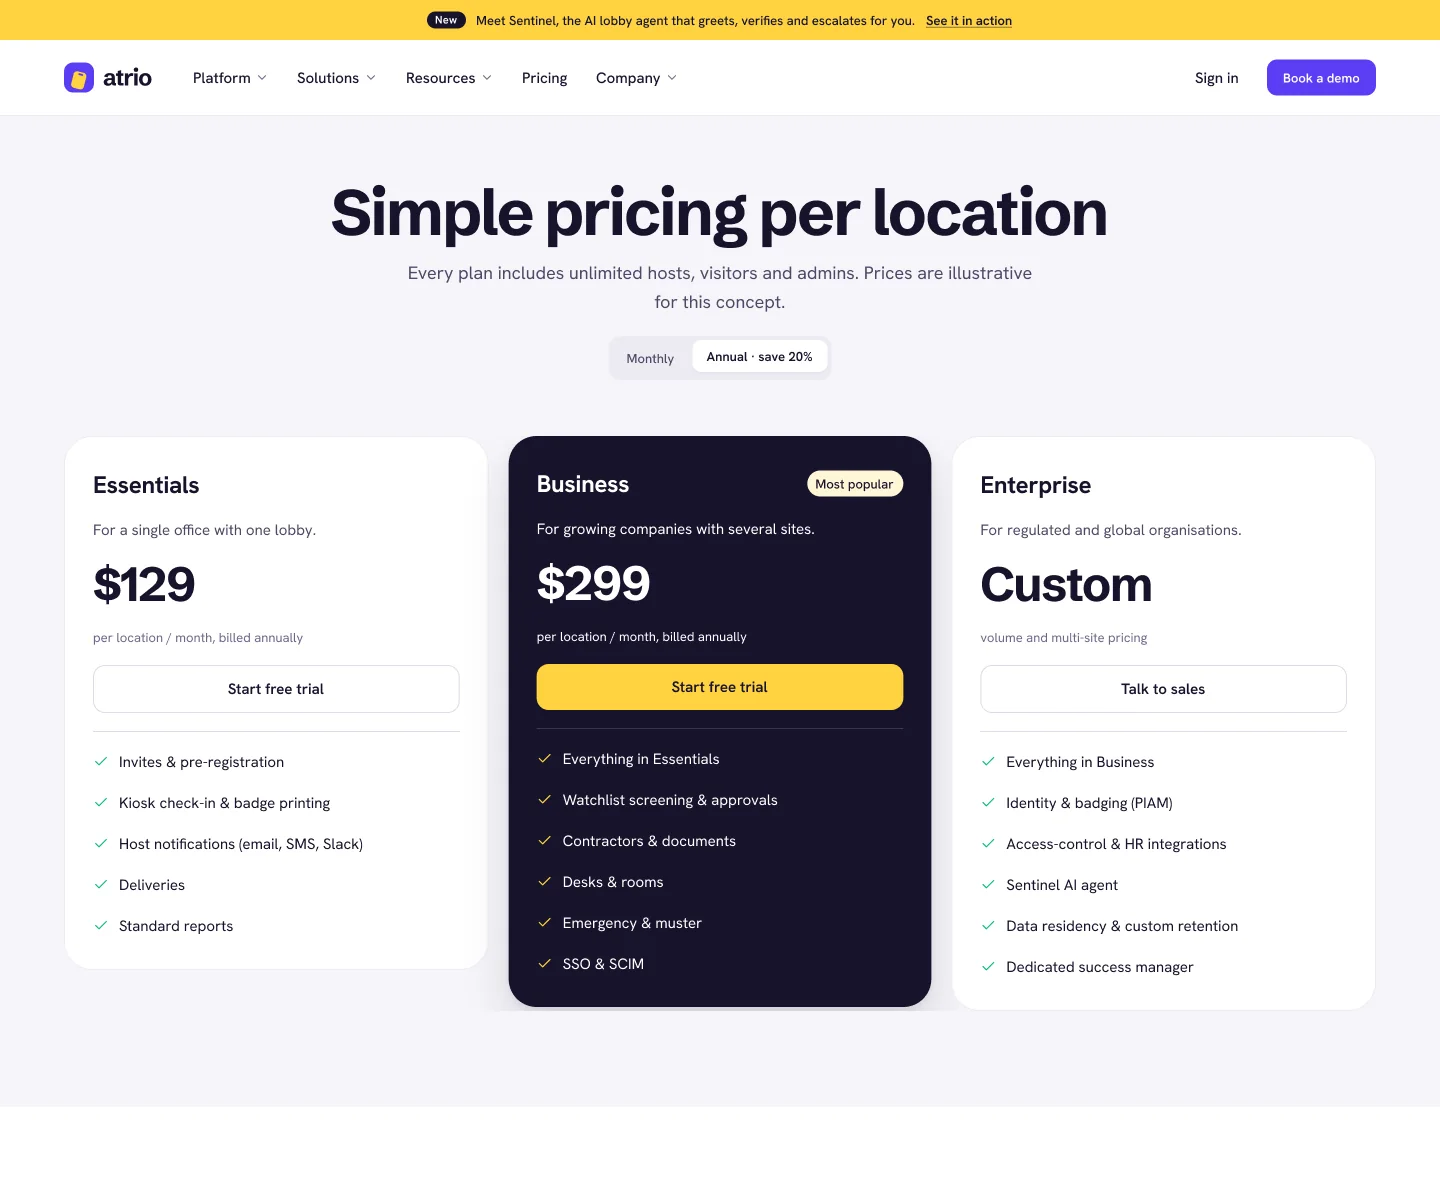 New Meet Sentinel, the AI lobby agent that greets, verifies and escalates for you. See it in action
atrio Platform Solutions Resources Pricing Company Sign in Book a demo
Simple pricing per location
Every plan includes unlimited hosts, visitors and admins. Prices are illustrative
for this concept.
Monthly Annual · save 20%
Essentials
For a single office with one lobby.
$129
per location / month, billed annually
Start free trial
Invites & pre-registration
Kiosk check-in & badge printing
Host notifications (email, SMS, Slack)
Deliveries
Standard reports
Business Most popular
For growing companies with several sites.
$299
per location / month, billed annually
Start free trial
Everything in Essentials
Watchlist screening & approvals
Contractors & documents
Desks & rooms
Emergency & muster
SSO & SCIM
Enterprise
For regulated and global organisations.
Custom
volume and multi-site pricing
Talk to sales
Everything in Business
Identity & badging (PIAM)
Access-control & HR integrations
Sentinel AI agent
Data residency & custom retention
Dedicated success manager